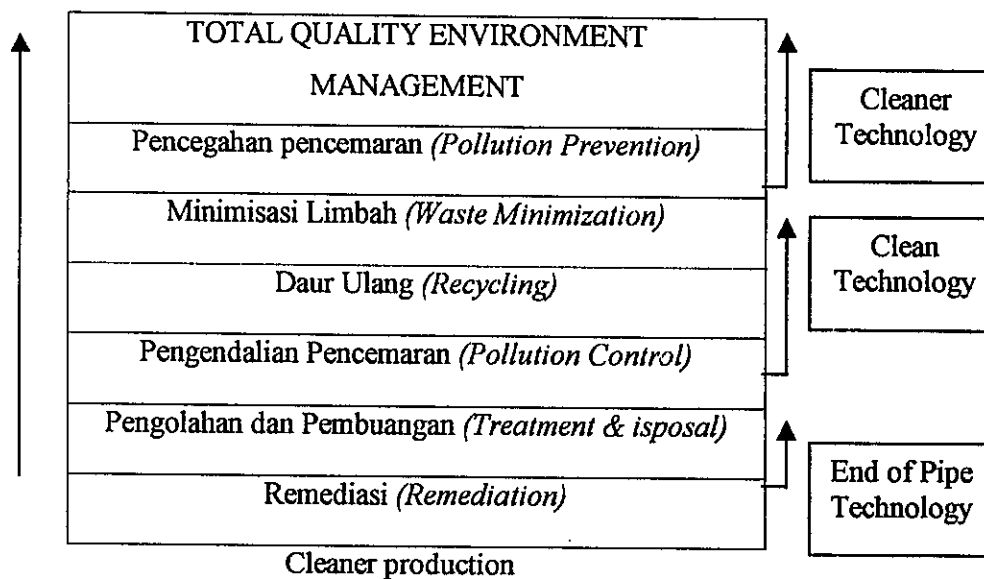 TOTAL QUALITY ENVIRONMENT
MANAGEMENT
Pencegahan pencemaran (Pollution Prevention)
Minimisasi Limbah (Waste Minimization)
Daur Ulang (Recycling)
Pengendalian Pencemaran (Pollution Control)
Pengolahan dan Pembuangan (Treatment & isposal)
Remediasi (Remediation)
Cleaner production
Cleaner
Technology
Clean
Technology
End of Pipe
Technology